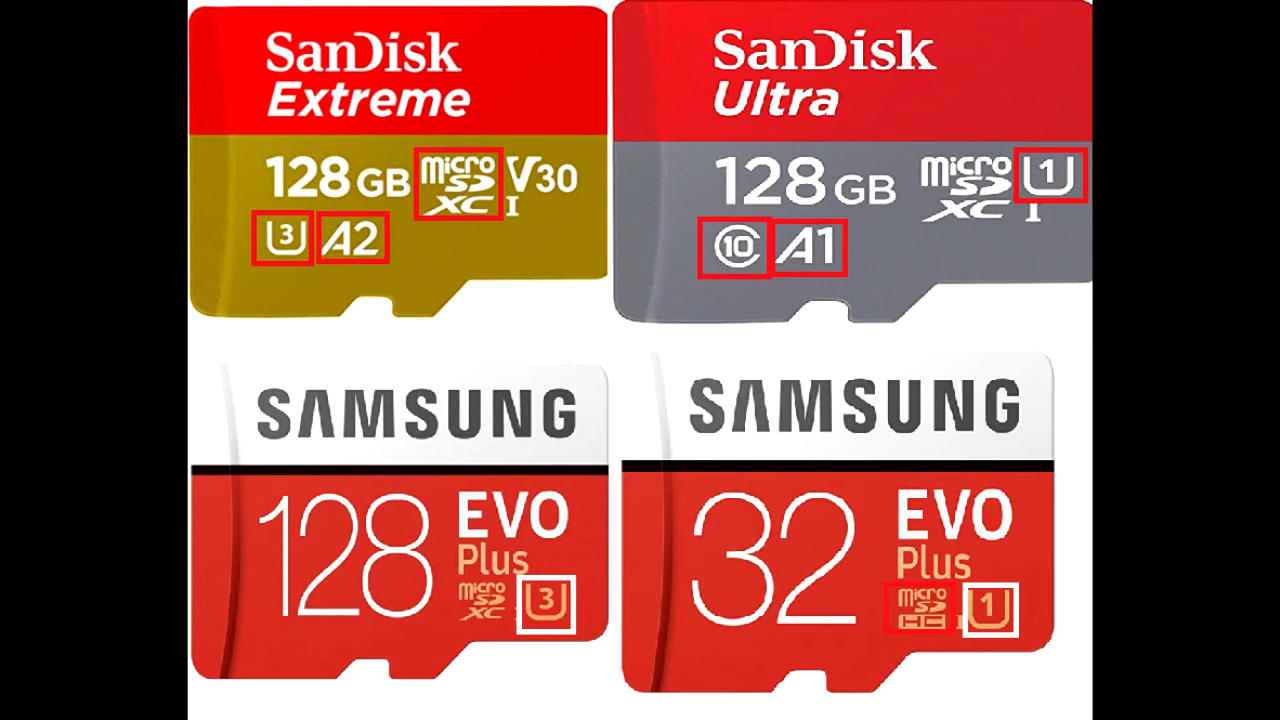 SanDisk
Extreme
128 GB micro SD XC I V30
3 A2
SanDisk
Ultra
128 GB micro SD XC I U1
10 A1
SAMSUNG
128
EVO
Plus
micro SD XC
3
SAMSUNG
32
EVO
Plus
micro SD HC I
1